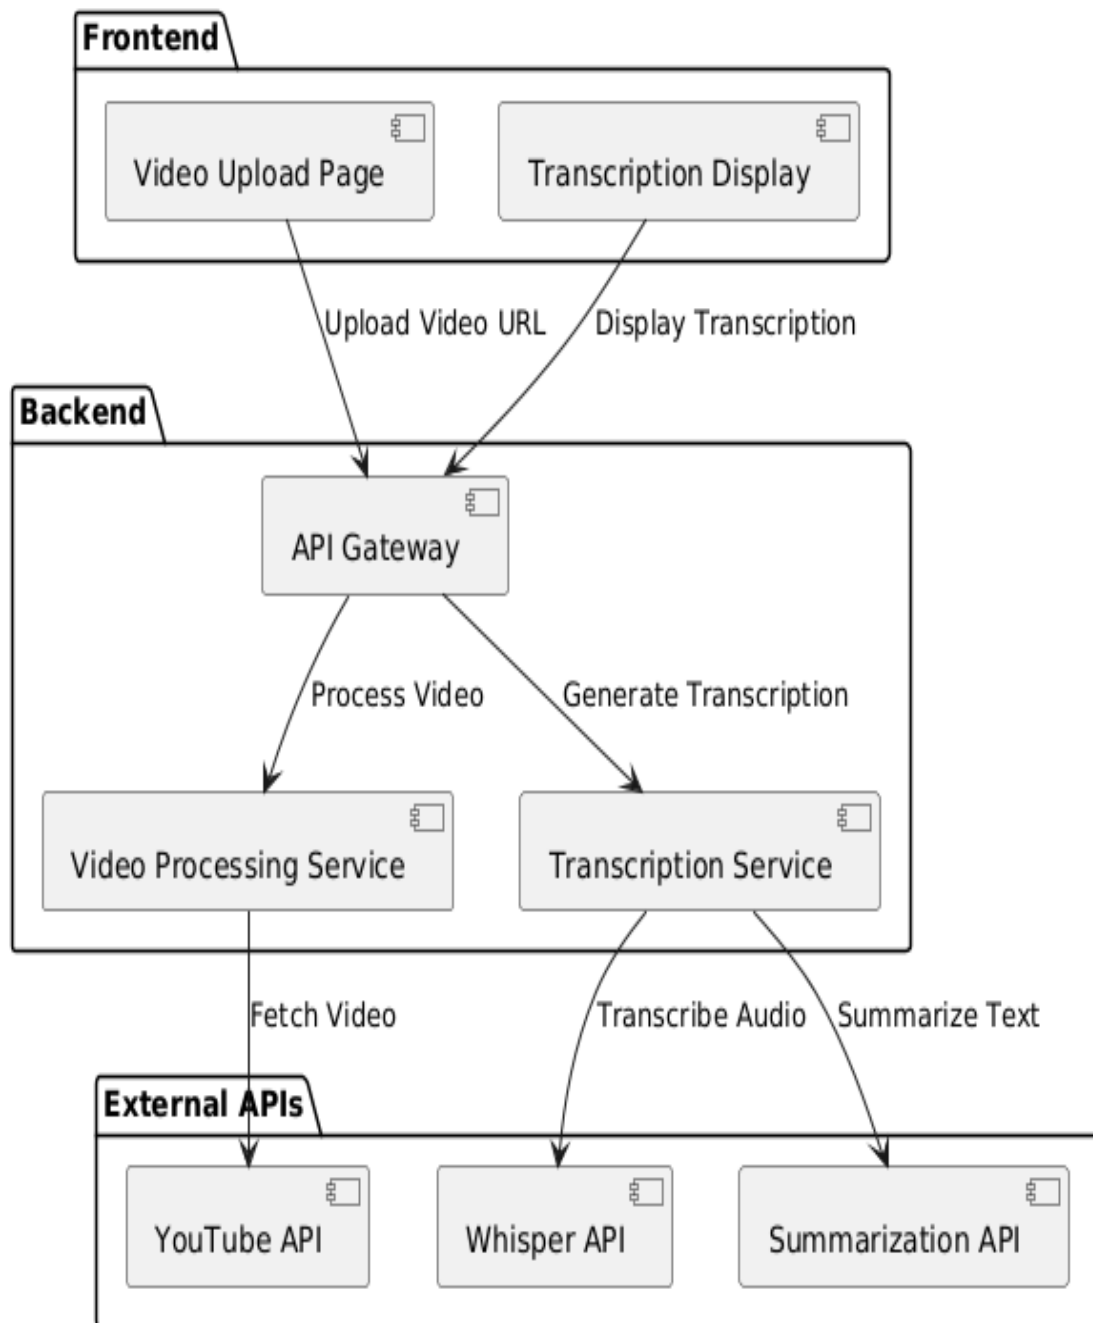 Frontend
Video Upload Page
Transcription Display
Upload Video URL
Display Transcription
Backend
API Gateway
Process Video
Generate Transcription
Video Processing Service
Transcription Service
Fetch Video
Transcribe Audio
Summarize Text
External APIs
YouTube API
Whisper API
Summarization API